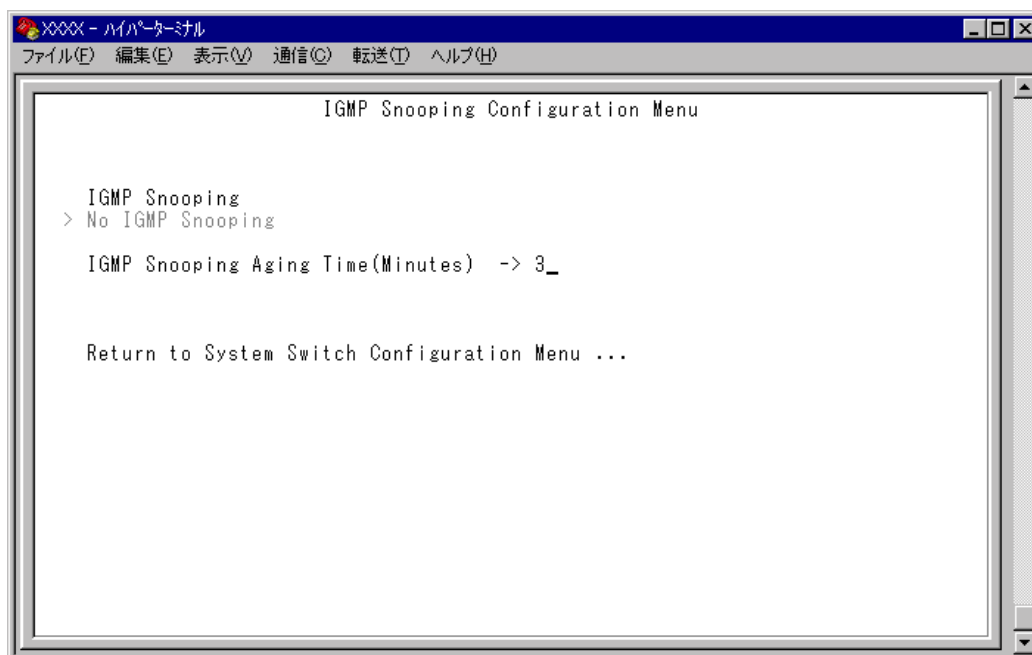 XXXX - ﾊｲﾊﾟｰﾀｰﾐﾅﾙ
ファイル(F) 編集(E) 表示(V) 通信(C) 転送(T) ヘルプ(H)
IGMP Snooping Configuration Menu
IGMP Snooping
> No IGMP Snooping
IGMP Snooping Aging Time(Minutes) -> 3_
Return to System Switch Configuration Menu ...